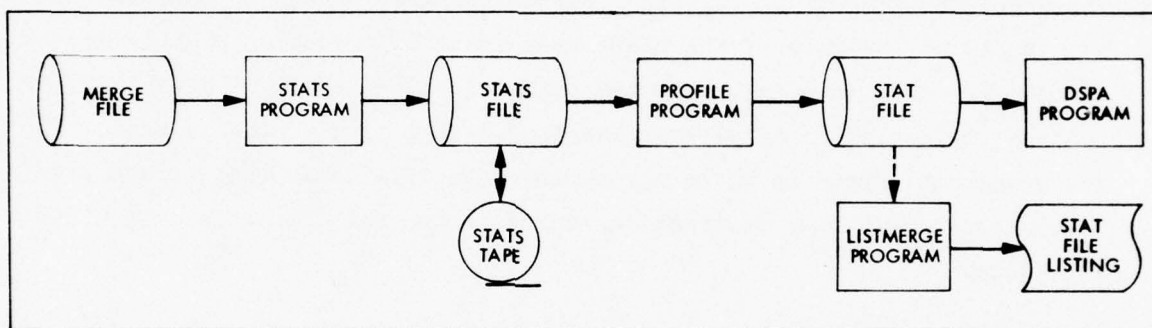 MERGE
FILE
STATS
PROGRAM
STATS
FILE
PROFILE
PROGRAM
STAT
FILE
DSPA
PROGRAM
STATS
TAPE
LISTMERGE
PROGRAM
STAT
FILE
LISTING